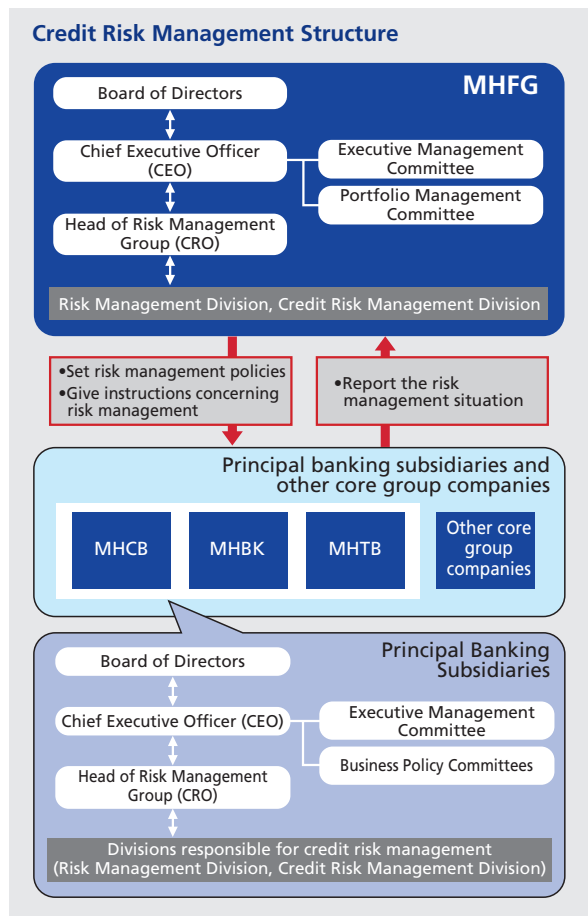 Credit Risk Management Structure
MHFG
Board of Directors
Chief Executive Officer
(CEO)
Executive Management
Committee
Portfolio Management
Committee
Head of Risk Management
Group (CRO)
Risk Management Division, Credit Risk Management Division
•Set risk management policies
•Give instructions concerning
risk management
•Report the risk
management situation
Principal banking subsidiaries and
other core group companies
MHCB
MHBK
MHTB
Other core
group
companies
Principal Banking
Subsidiaries
Board of Directors
Chief Executive Officer (CEO)
Executive Management
Committee
Business Policy Committees
Head of Risk Management
Group (CRO)
Divisions responsible for credit risk management
(Risk Management Division, Credit Risk Management Division)